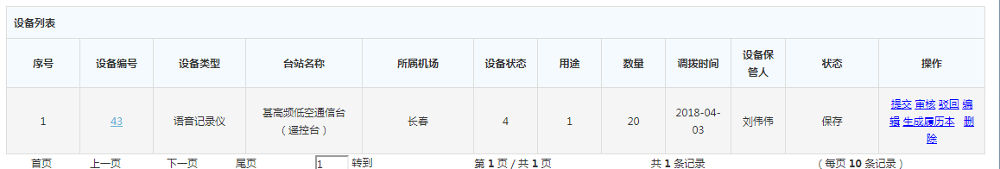 设备列表
序号 设备编号 设备类型 台站名称 所属机场 设备状态 用途 数量 调拨时间 设备保管人 状态 操作
1 43 语音记录仪 甚高频低空通信台（遥控台） 长春 4 1 20 2018-04-03 刘伟伟 保存 提交 审核 驳回 编辑 生成履历本 删除
首页 上一页 下一页 尾页 1 转到 第 1 页 / 共 1 页 共 1 条记录 （每页 10 条记录）